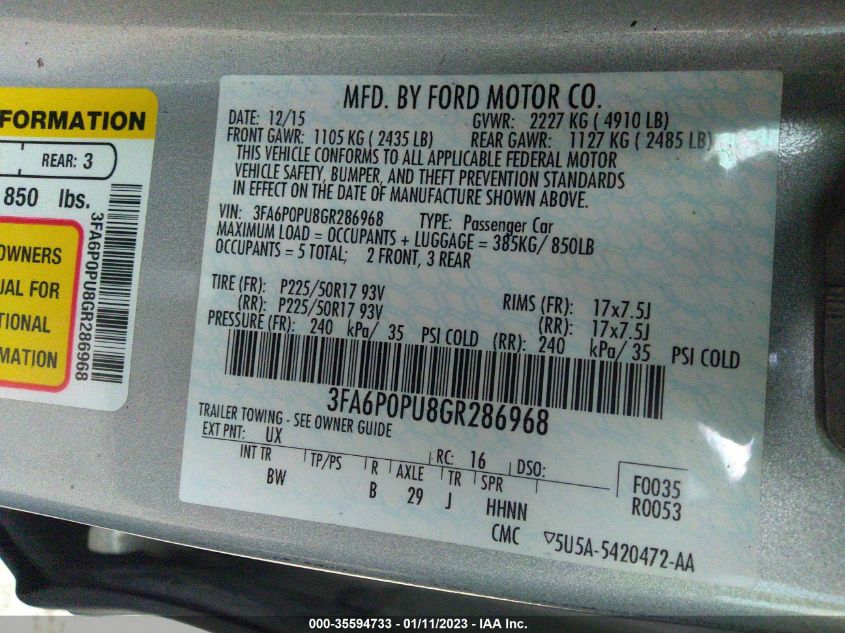 FORMATION
REAR: 3
850 lbs.
3FA6P0PU8GR286968
OWNERS
FOR
MATION
MFD. BY FORD MOTOR CO.
DATE: 12/15 GVWR: 2227 KG ( 4910 LB)
FRONT GAWR: 1105 KG ( 2435 LB) REAR GAWR: 1127 KG ( 2485 LB)
THIS VEHICLE CONFORMS TO ALL APPLICABLE FEDERAL MOTOR
VEHICLE SAFETY, BUMPER, AND THEFT PREVENTION STANDARDS
IN EFFECT ON THE DATE OF MANUFACTURE SHOWN ABOVE.
VIN: 3FA6P0PU8GR286968 TYPE: Passenger Car
MAXIMUM LOAD = OCCUPANTS + LUGGAGE = 385KG/ 850LB
OCCUPANTS = 5 TOTAL; 2 FRONT, 3 REAR
TIRE (FR): P225/50R17 93V RIMS (FR): 17x7.5J
(RR): P225/50R17 93V (RR): 17x7.5J
PRESSURE (FR): 240 kPa/ 35 PSI COLD (RR): 240 kPa/ 35 PSI COLD
3FA6P0PU8GR286968
TRAILER TOWING - SEE OWNER GUIDE
EXT PNT: UX RC: 16 DSO:
INT TR TP/PS R AXLE TR SPR F0035
BW B 29 J HHNN R0053
CMC ▽5U5A-5420472-AA
000-35594733 - 01/11/2023 - IAA Inc.